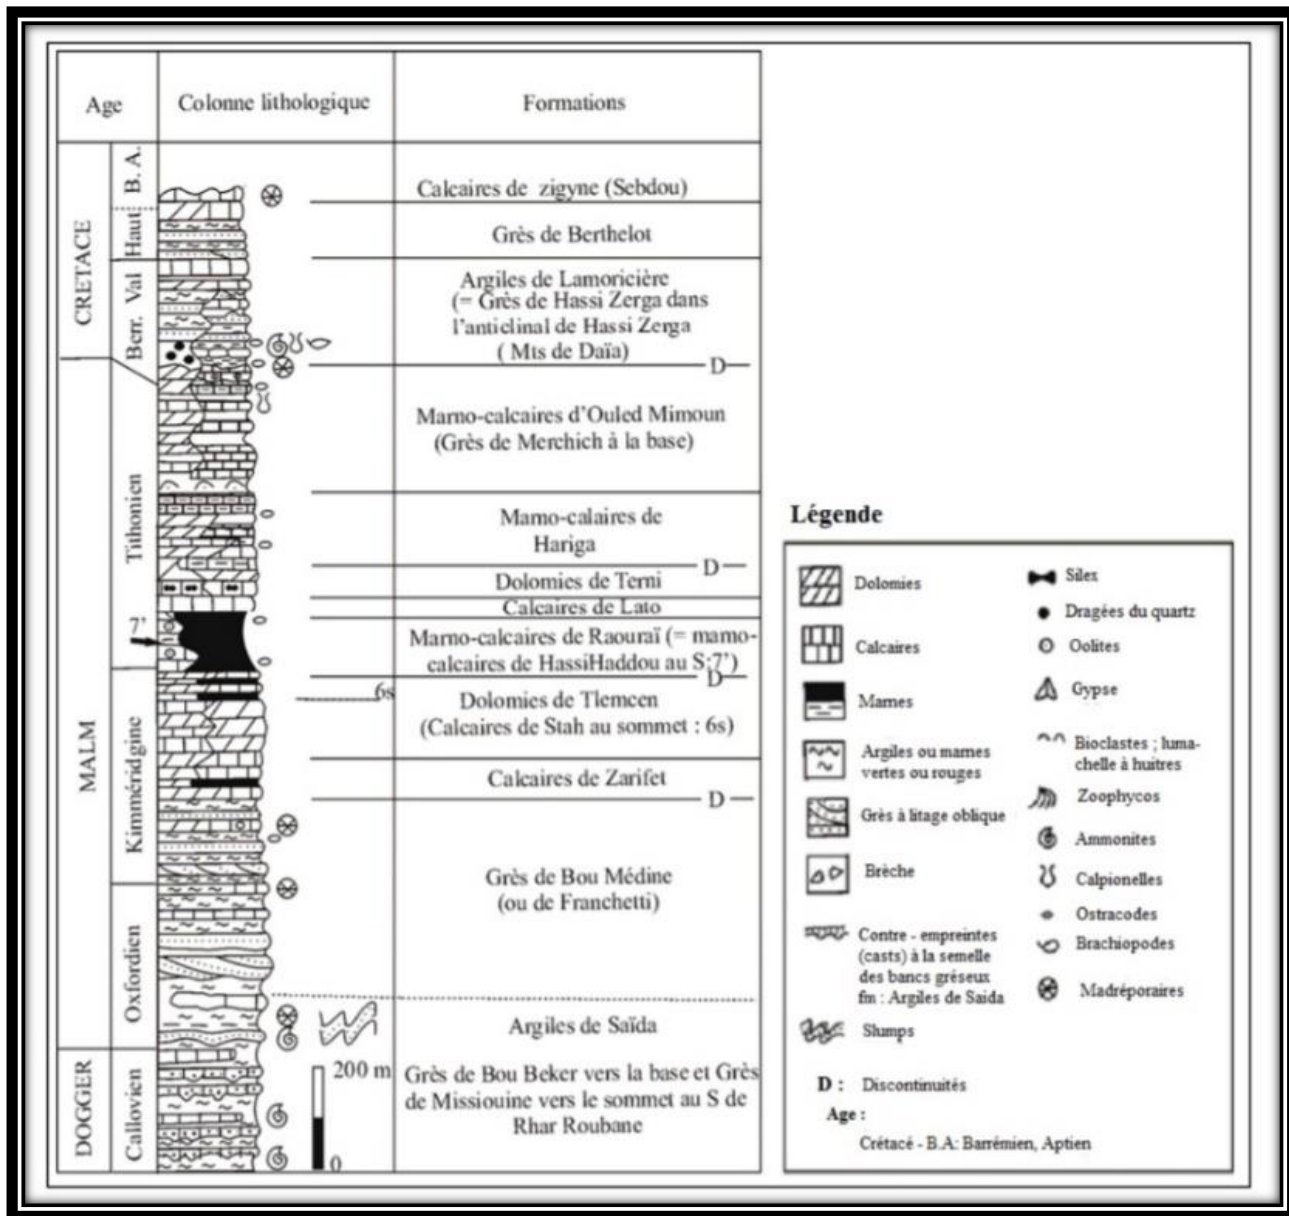 Age
Colonne lithologique
Formations
CRETACE
B. A.
Haut
Val
Berr.
MALM
Tithonien
7'
Kimméridgine
Oxfordien
DOGGER
Callovien
Calcaires de zigyne (Sebdou)
Grès de Berthelot
Argiles de Lamoricière
(= Grès de Hassi Zerga dans
l'anticlinal de Hassi Zerga
( Mts de Daïa)
D
Marno-calcaires d'Ouled Mimoun
(Grès de Merchich à la base)
Marno-calaires de
Hariga
D
Dolomies de Terni
Calcaires de Lato
Marno-calcaires de Raouraï (= marno-
calcaires de HassiHaddou au S:7')
D
6s
Dolomies de Tlemcen
(Calcaires de Stah au sommet : 6s)
Calcaires de Zarifet
D
Grès de Bou Médine
(ou de Franchetti)
Argiles de Saïda
200 m
0
Grès de Bou Beker vers la base et Grès
de Missiouine vers le sommet au S de
Rhar Roubane
Légende
Dolomies
Calcaires
Marnes
Argiles ou marnes
vertes ou rouges
Grès à litage oblique
Brèche
Contre - empreintes
(casts) à la semelle
des bancs gréseux
fm : Argiles de Saida
Slumps
Silex
Dragées du quartz
Oolites
Gypse
Bioclastes ; luma-
chelle à huitres
Zoophycos
Ammonites
Calpionelles
Ostracodes
Brachiopodes
Madréporaires
D : Discontinuités
Age :
Crétacé - B.A: Barrémien, Aptien